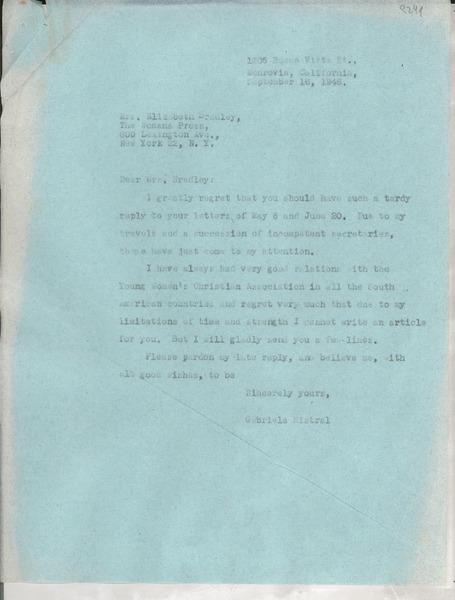 9241
1305 Buena Vista St.,
Monrovia, California,
September 16, 1946.
Mrs. Elizabeth Bradley,
The Womans Press,
600 Lexington Ave.,
New York 22, N. Y.
Dear Mrs. Bradley:
I greatly regret that you should have such a tardy
reply to your letters of May 6 and June 20. Due to my
travels and a succession of incompetent secretaries,
these have just come to my attention.
I have always had very good relations with the
Young Women's Christian Association in all the South
American countries and regret very much that due to my
limitations of time and strength I cannot write an article
for you. But I will gladly send you a few lines.
Please pardon my late reply, and believe me, with
all good wishes, to be
Sincerely yours,
Gabriela Mistral